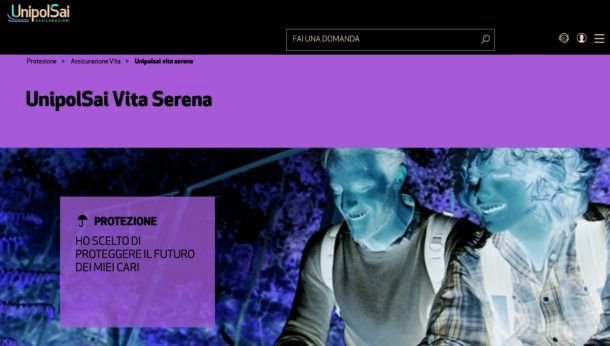 UnipolSai
ASSICURAZIONI
FAI UNA DOMANDA
Protezione > Assicurazione Vita > Unipolsai vita serena
UnipolSai Vita Serena
PROTEZIONE
HO SCELTO DI
PROTEGGERE IL FUTURO
DEI MIEI CARI